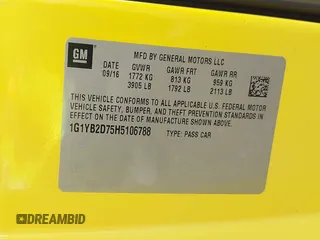 GM
MFD BY GENERAL MOTORS LLC
DATE GVWR GAWR FRT GAWR RR
09/16 1772 KG 813 KG 959 KG
3905 LB 1792 LB 2113 LB
THIS VEHICLE CONFORMS TO ALL APPLICABLE U.S. FEDERAL MOTOR VEHICLE
SAFETY, BUMPER, AND THEFT PREVENTION STANDARDS IN
EFFECT ON THE DATE OF MANUFACTURE SHOWN ABOVE.
1G1YB2D75H5106788 TYPE: PASS CAR
DREAMBID